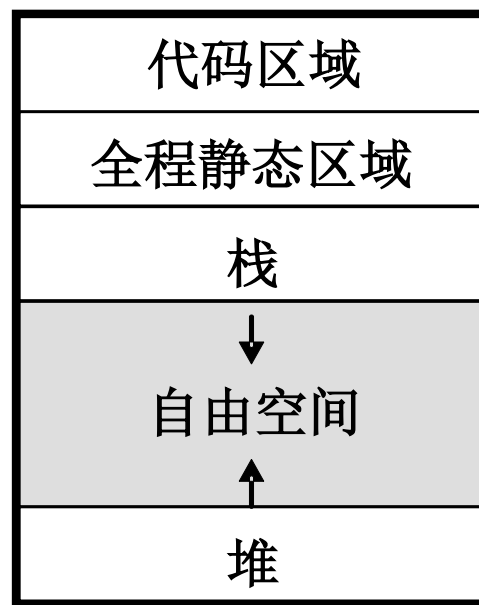 代码区域
全程静态区域
栈
自由空间
堆